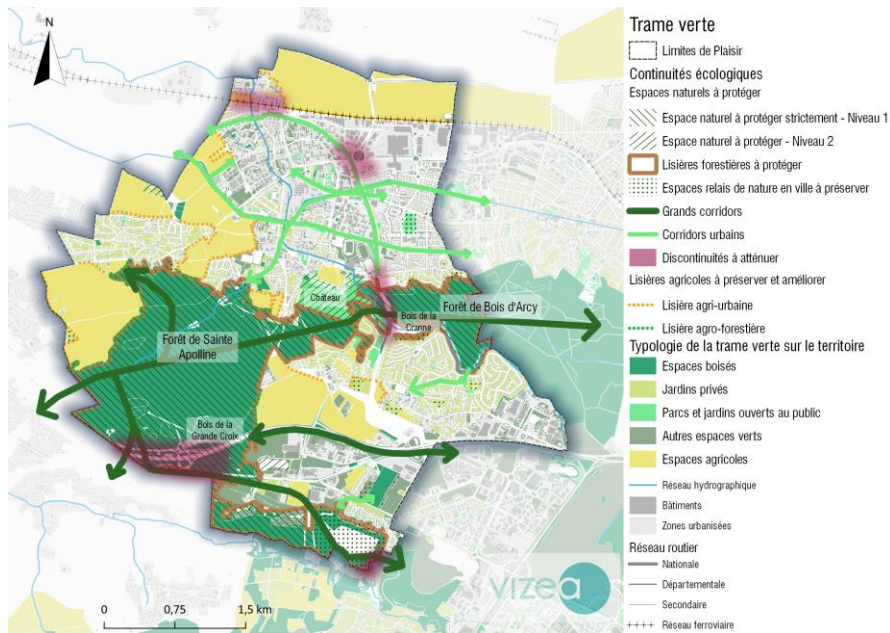 N
Château
Forêt de Bois d'Arcy
Bois de la
Cranne
Forêt de Sainte
Apolline
Bois de la
Grande Croix
vizea
0 0,75 1,5 km
Trame verte
Limites de Plaisir
Continuités écologiques
Espaces naturels à protéger
Espace naturel à protéger strictement - Niveau 1
Espace naturel à protéger - Niveau 2
Lisières forestières à protéger
Espaces relais de nature en ville à préserver
Grands corridors
Corridors urbains
Discontinuités à atténuer
Lisières agricoles à préserver et améliorer
Lisière agri-urbaine
Lisière agro-forestière
Typologie de la trame verte sur le territoire
Espaces boisés
Jardins privés
Parcs et jardins ouverts au public
Autres espaces verts
Espaces agricoles
Réseau hydrographique
Bâtiments
Zones urbanisées
Réseau routier
Nationale
Départementale
Secondaire
Réseau ferroviaire